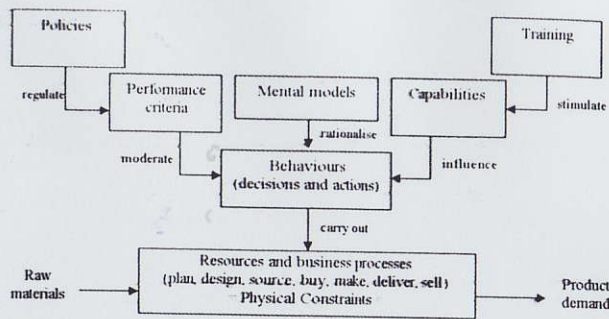 Policies
Training
regulate
Performance
criteria
Mental models
Capabilities
stimulate
rationalise
moderate
Behaviours
(decisions and actions)
influence
carry out
Resources and business processes
(plan, design, source, buy, make, deliver, sell)
Physical Constraints
Raw
materials
Product
demand